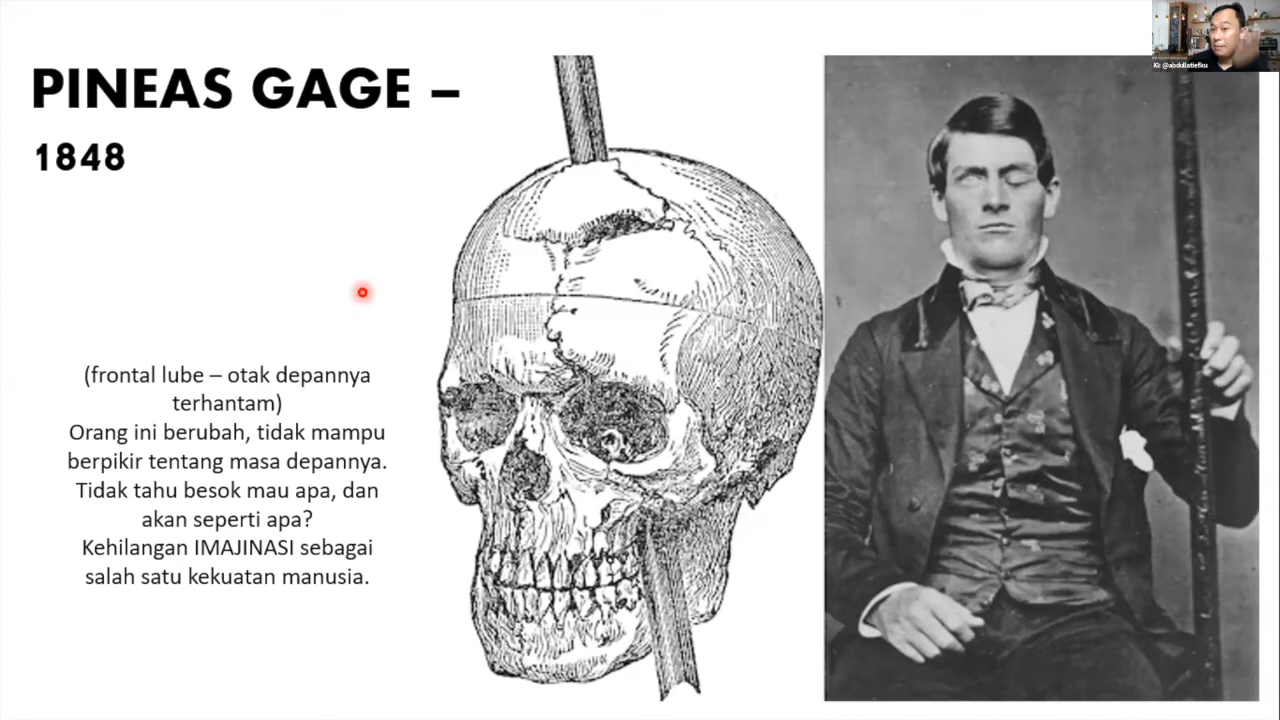 PINEAS GAGE –
1848
(frontal lube – otak depannya
terhantam)
Orang ini berubah, tidak mampu
berpikir tentang masa depannya.
Tidak tahu besok mau apa, dan
akan seperti apa?
Kehilangan IMAJINASI sebagai
salah satu kekuatan manusia.
IG: @abdullatiefku